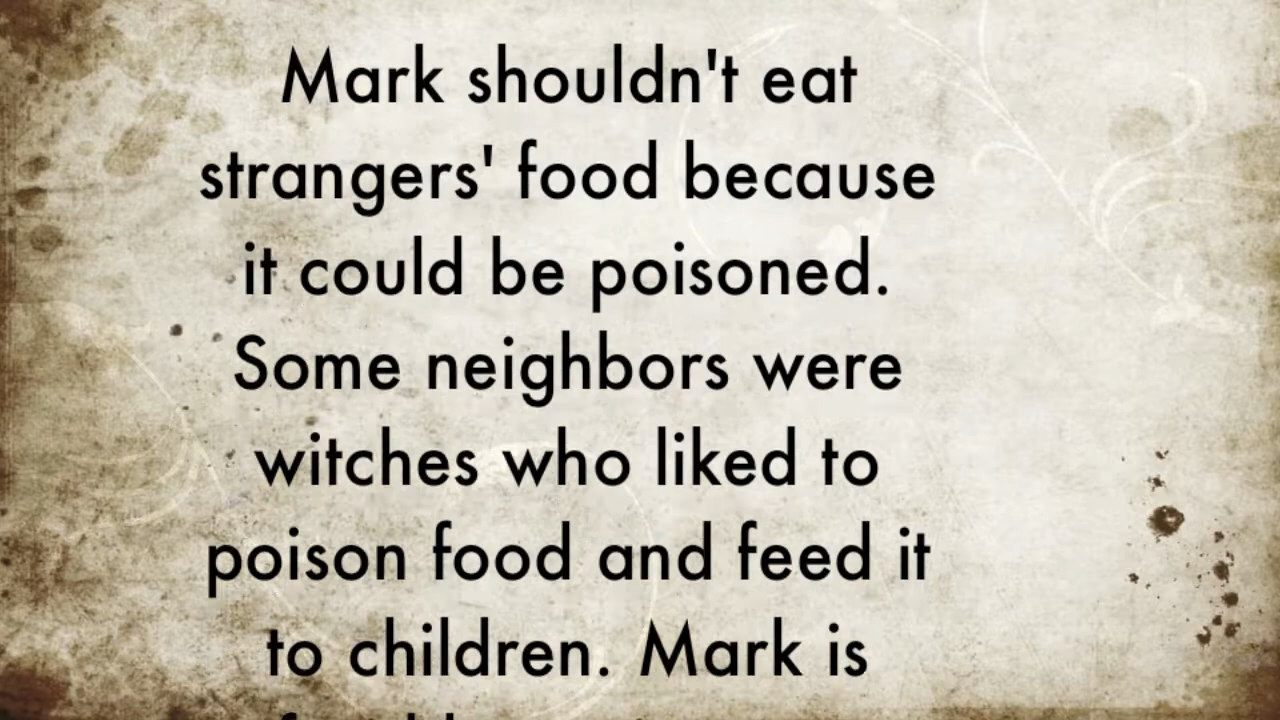 Mark shouldn't eat
strangers' food because
it could be poisoned.
Some neighbors were
witches who liked to
poison food and feed it
to children. Mark is